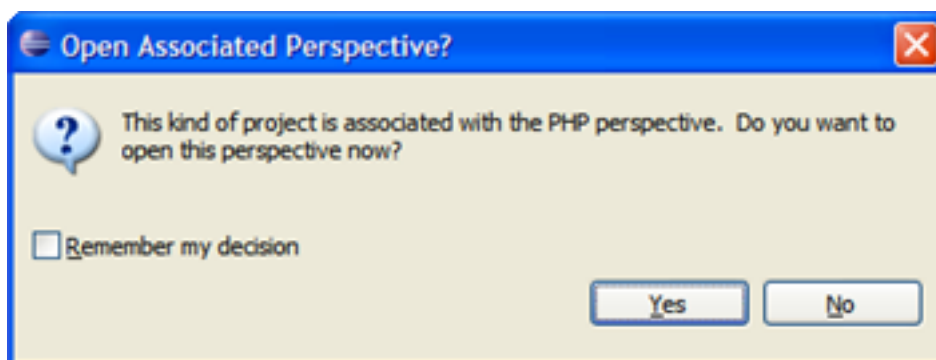 Open Associated Perspective?
This kind of project is associated with the PHP perspective.  Do you want to
open this perspective now?
Remember my decision
Yes
No